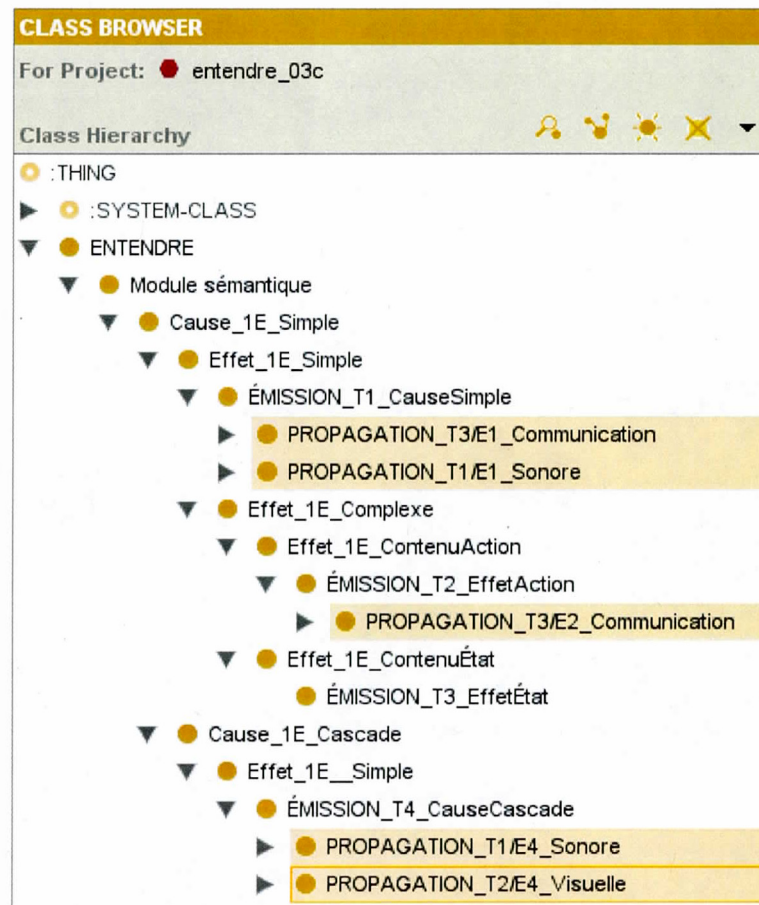 CLASS BROWSER
For Project: entendre_03c
Class Hierarchy
:THING
:SYSTEM-CLASS
ENTENDRE
Module sémantique
Cause_1E_Simple
Effet_1E_Simple
ÉMISSION_T1_CauseSimple
PROPAGATION_T3/E1_Communication
PROPAGATION_T1/E1_Sonore
Effet_1E_Complexe
Effet_1E_ContenuAction
ÉMISSION_T2_EffetAction
PROPAGATION_T3/E2_Communication
Effet_1E_ContenuÉtat
ÉMISSION_T3_EffetÉtat
Cause_1E_Cascade
Effet_1E__Simple
ÉMISSION_T4_CauseCascade
PROPAGATION_T1/E4_Sonore
PROPAGATION_T2/E4_Visuelle